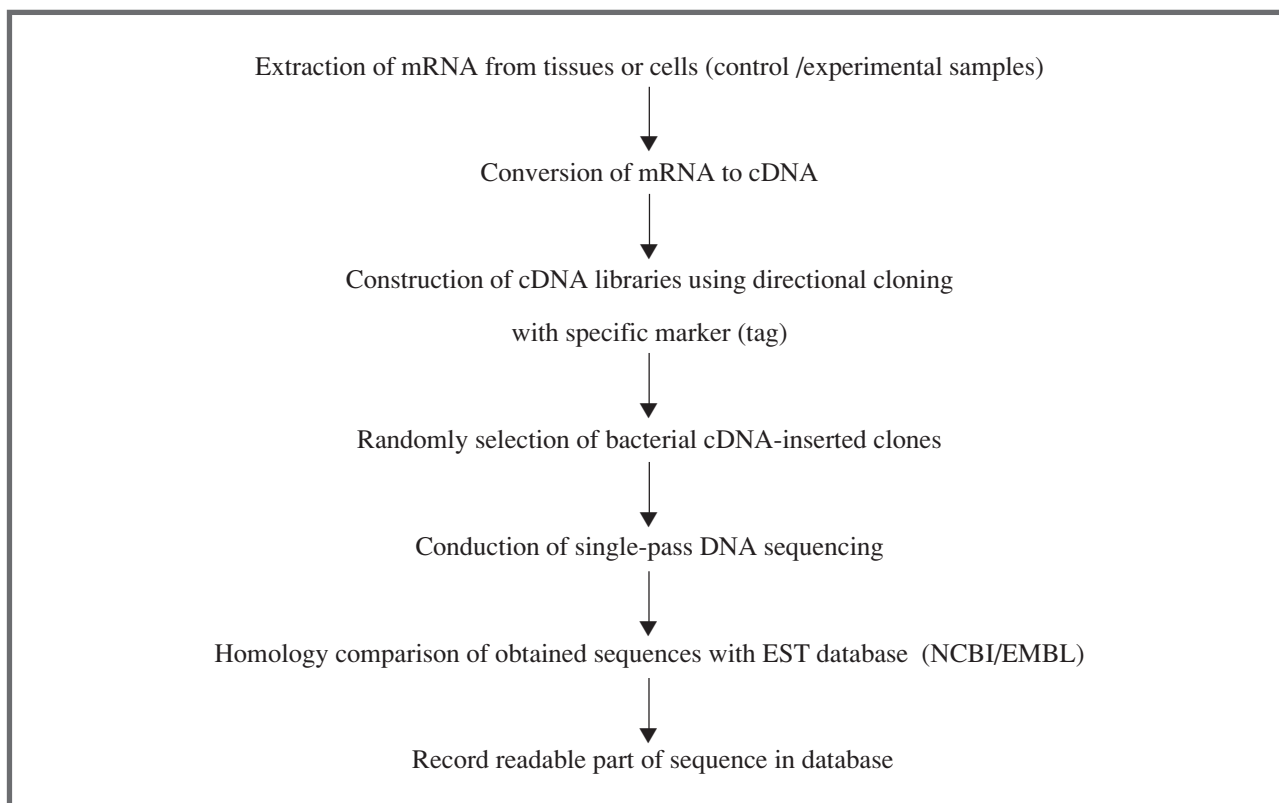 Extraction of mRNA from tissues or cells (control /experimental samples)
Conversion of mRNA to cDNA
Construction of cDNA libraries using directional cloning
with specific marker (tag)
Randomly selection of bacterial cDNA-inserted clones
Conduction of single-pass DNA sequencing
Homology comparison of obtained sequences with EST database (NCBI/EMBL)
Record readable part of sequence in database